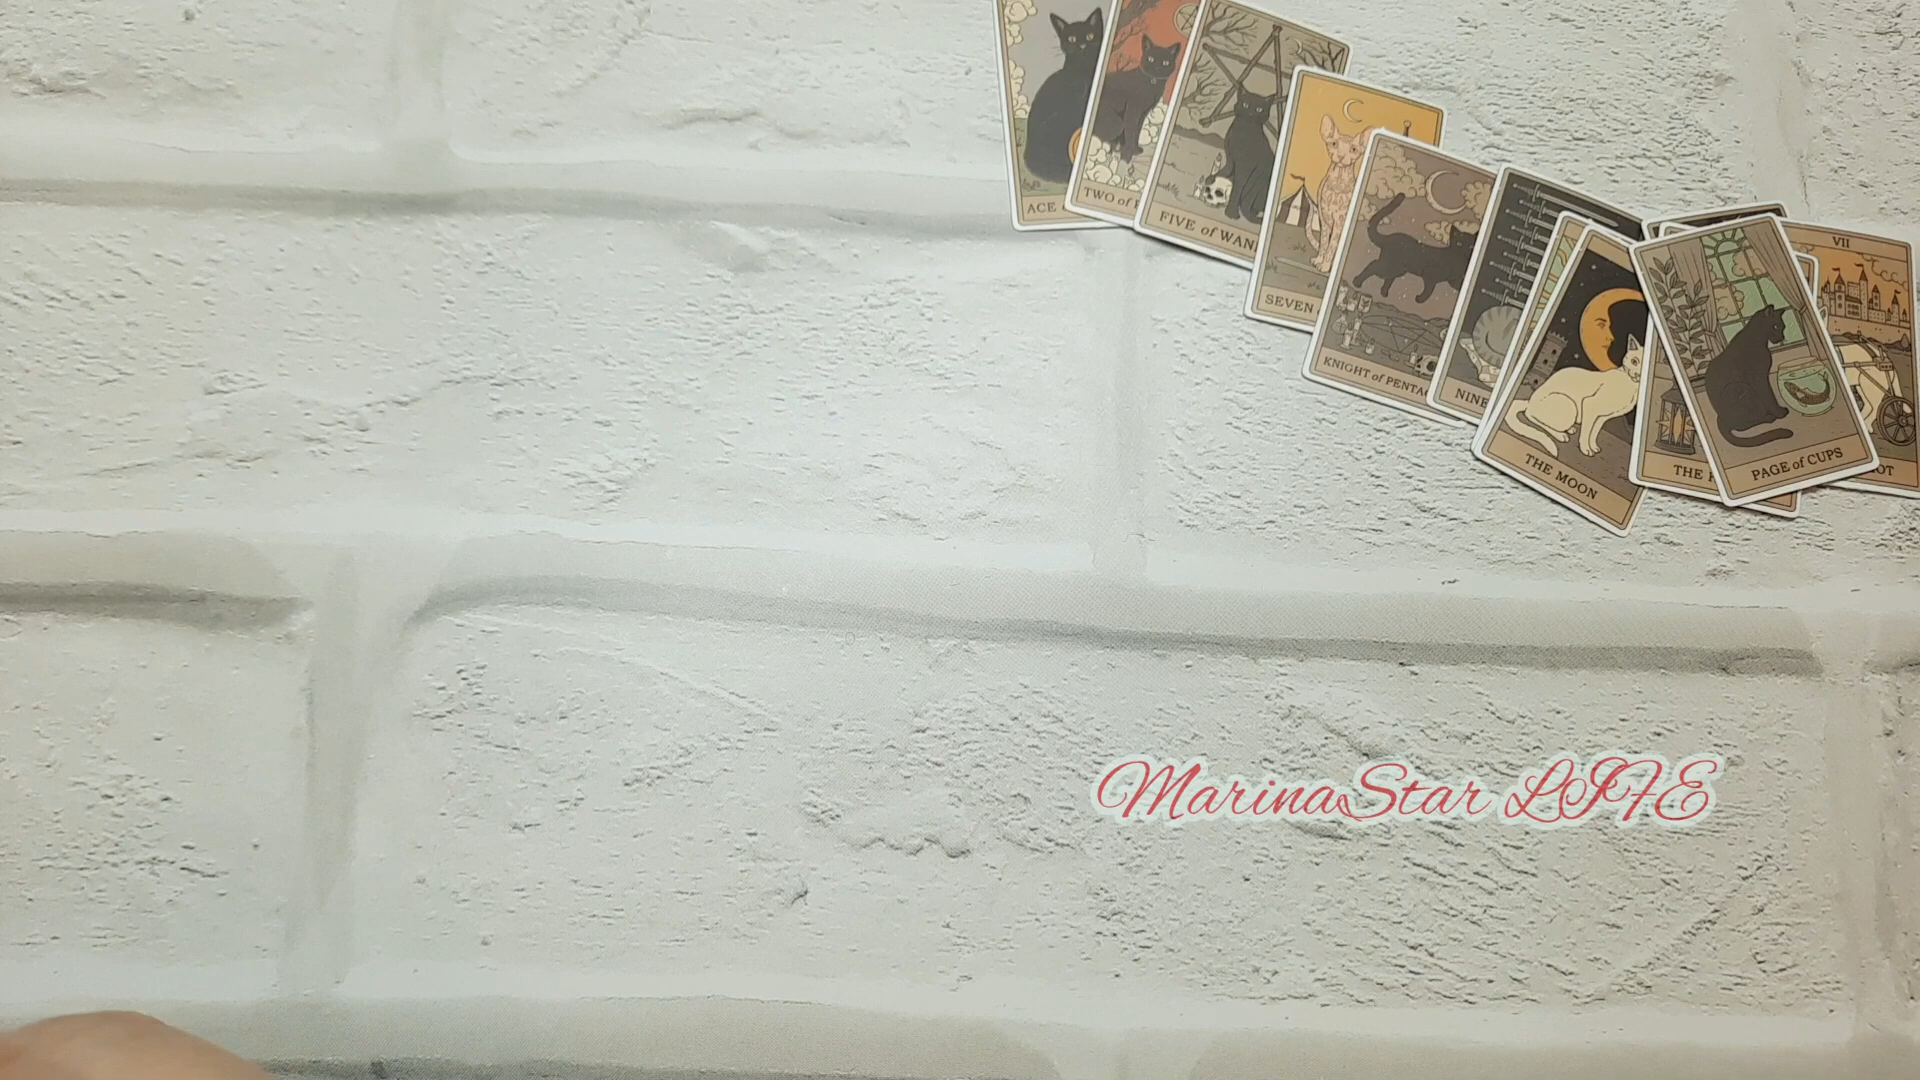 ACE
TWO of
FIVE of WAN
SEVEN
KNIGHT of PENTAC
NINE
THE MOON
THE
PAGE of CUPS
VII
OT
MarinaStar LIFE